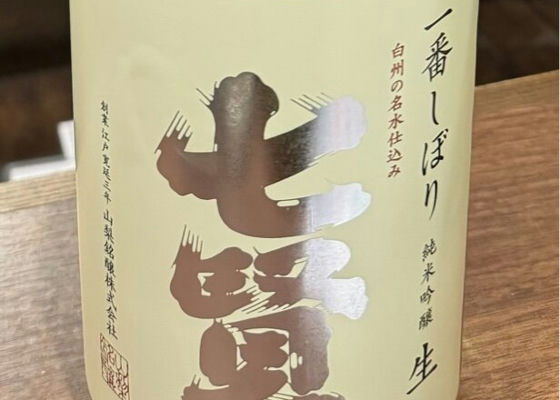 一番しぼり 純米吟醸 生
白州の名水仕込み
七賢
創業江戸寛延三年 山梨銘醸株式会社